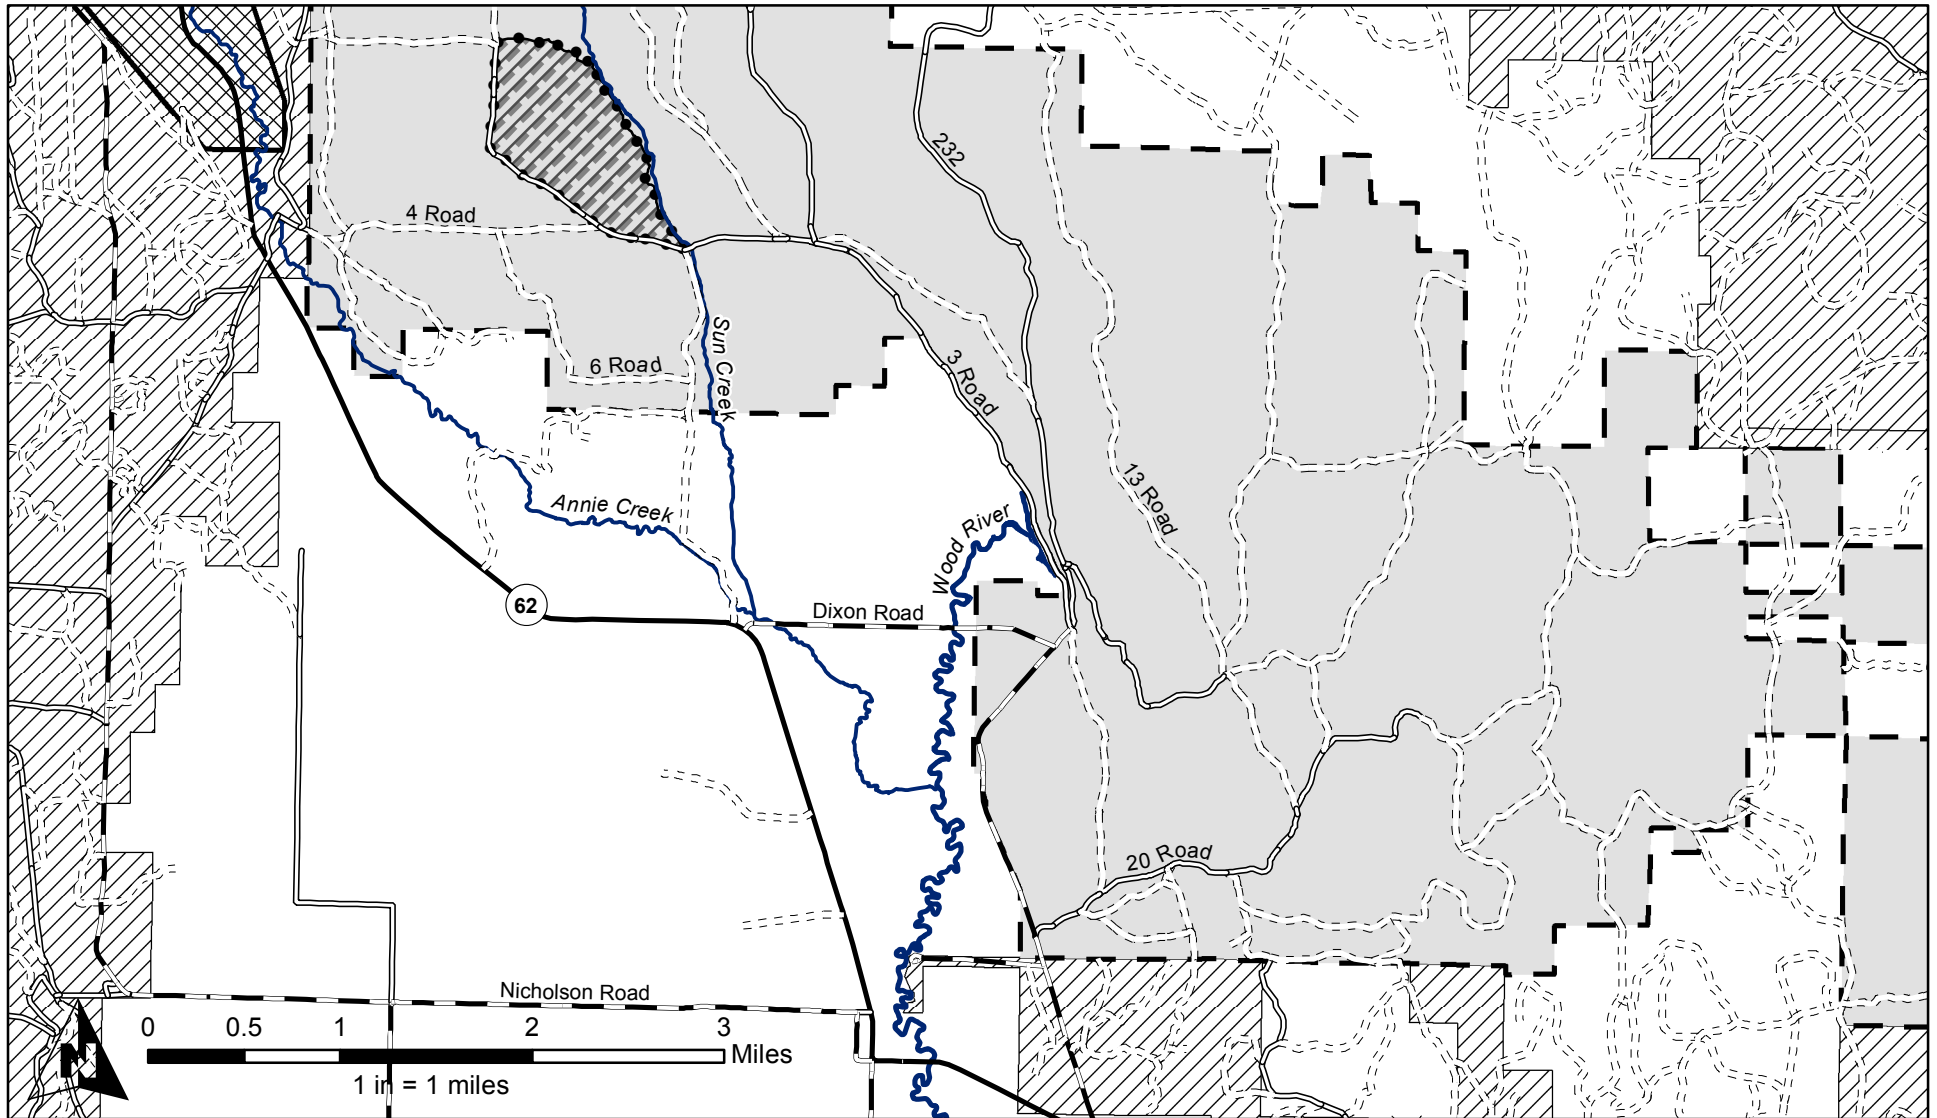 232
4 Road
Sun Creek
6 Road
3 Road
13 Road
Annie Creek
Wood River
62
Dixon Road
20 Road
Nicholson Road
0 0.5 1 2 3
Miles
N
1 in = 1 miles